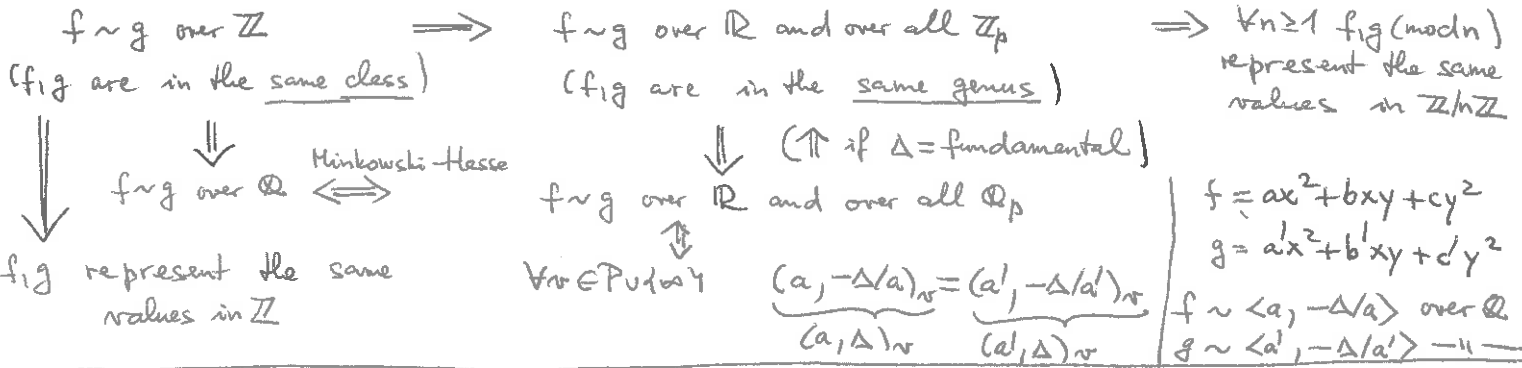 f ~ g over ℤ ⟹ f ~ g over ℝ and over all ℤ_p ⟹ ∀n≥1 f,g (mod n)
(f,g are in the same class) (f,g are in the same genus) represent the same
values in ℤ/nℤ
⇓ ⇓ ⇓ (⇑ if Δ = fundamental)
f ~ g over ℚ ⟺ Minkowski-Hasse f ~ g over ℝ and over all ℚ_p
f,g represent the same
values in ℤ
⇕
∀v ∈ P∪{∞} (a, -Δ/a)_v = (a', -Δ/a')_v
(a, Δ)_v (a', Δ)_v
f = ax² + bxy + cy²
g = a'x² + b'xy + c'y²
f ~ <a, -Δ/a> over ℚ
g ~ <a', -Δ/a'> —〃—